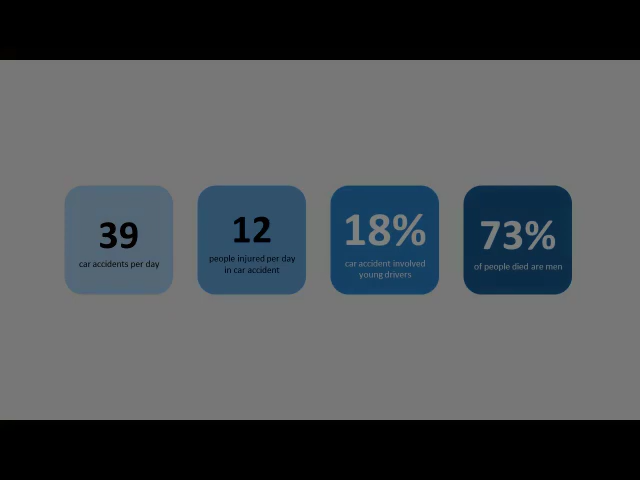 39
car accidents per day
12
people injured per day
in car accident
18%
car accident involved
young drivers
73%
of people died are men